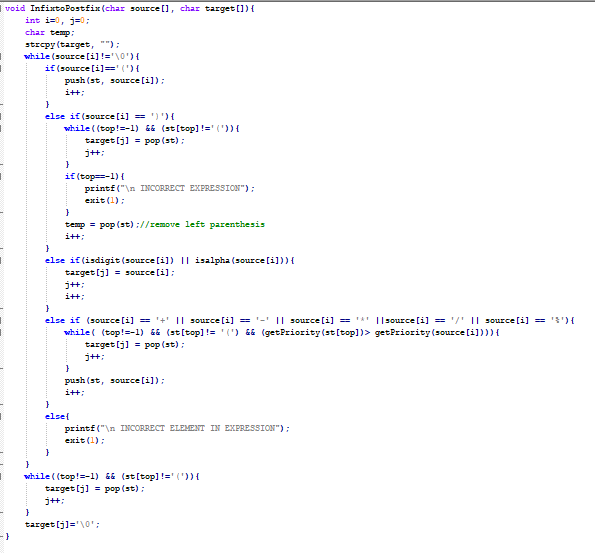 void InfixtoPostfix(char source[], char target[]){
int i=0, j=0;
char temp;
strcpy(target, "");
while(source[i]!='\0'){
if(source[i]=='('){
push(st, source[i]);
i++;
}
else if(source[i] == ')'){
while((top!=-1) && (st[top]!='(')){
target[j] = pop(st);
j++;
}
if(top==-1){
printf("\n INCORRECT EXPRESSION");
exit(1);
}
temp = pop(st);//remove left parenthesis
i++;
}
else if(isdigit(source[i]) || isalpha(source[i])){
target[j] = source[i];
j++;
i++;
}
else if (source[i] == '+' || source[i] == '-' || source[i] == '*' ||source[i] == '/' || source[i] == '%'){
while( (top!=-1) && (st[top]!= '(') && (getPriority(st[top])> getPriority(source[i]))){
target[j] = pop(st);
j++;
}
push(st, source[i]);
i++;
}
else{
printf("\n INCORRECT ELEMENT IN EXPRESSION");
exit(1);
}
}
while((top!=-1) && (st[top]!='(')){
target[j] = pop(st);
j++;
}
target[j]='\0';
}